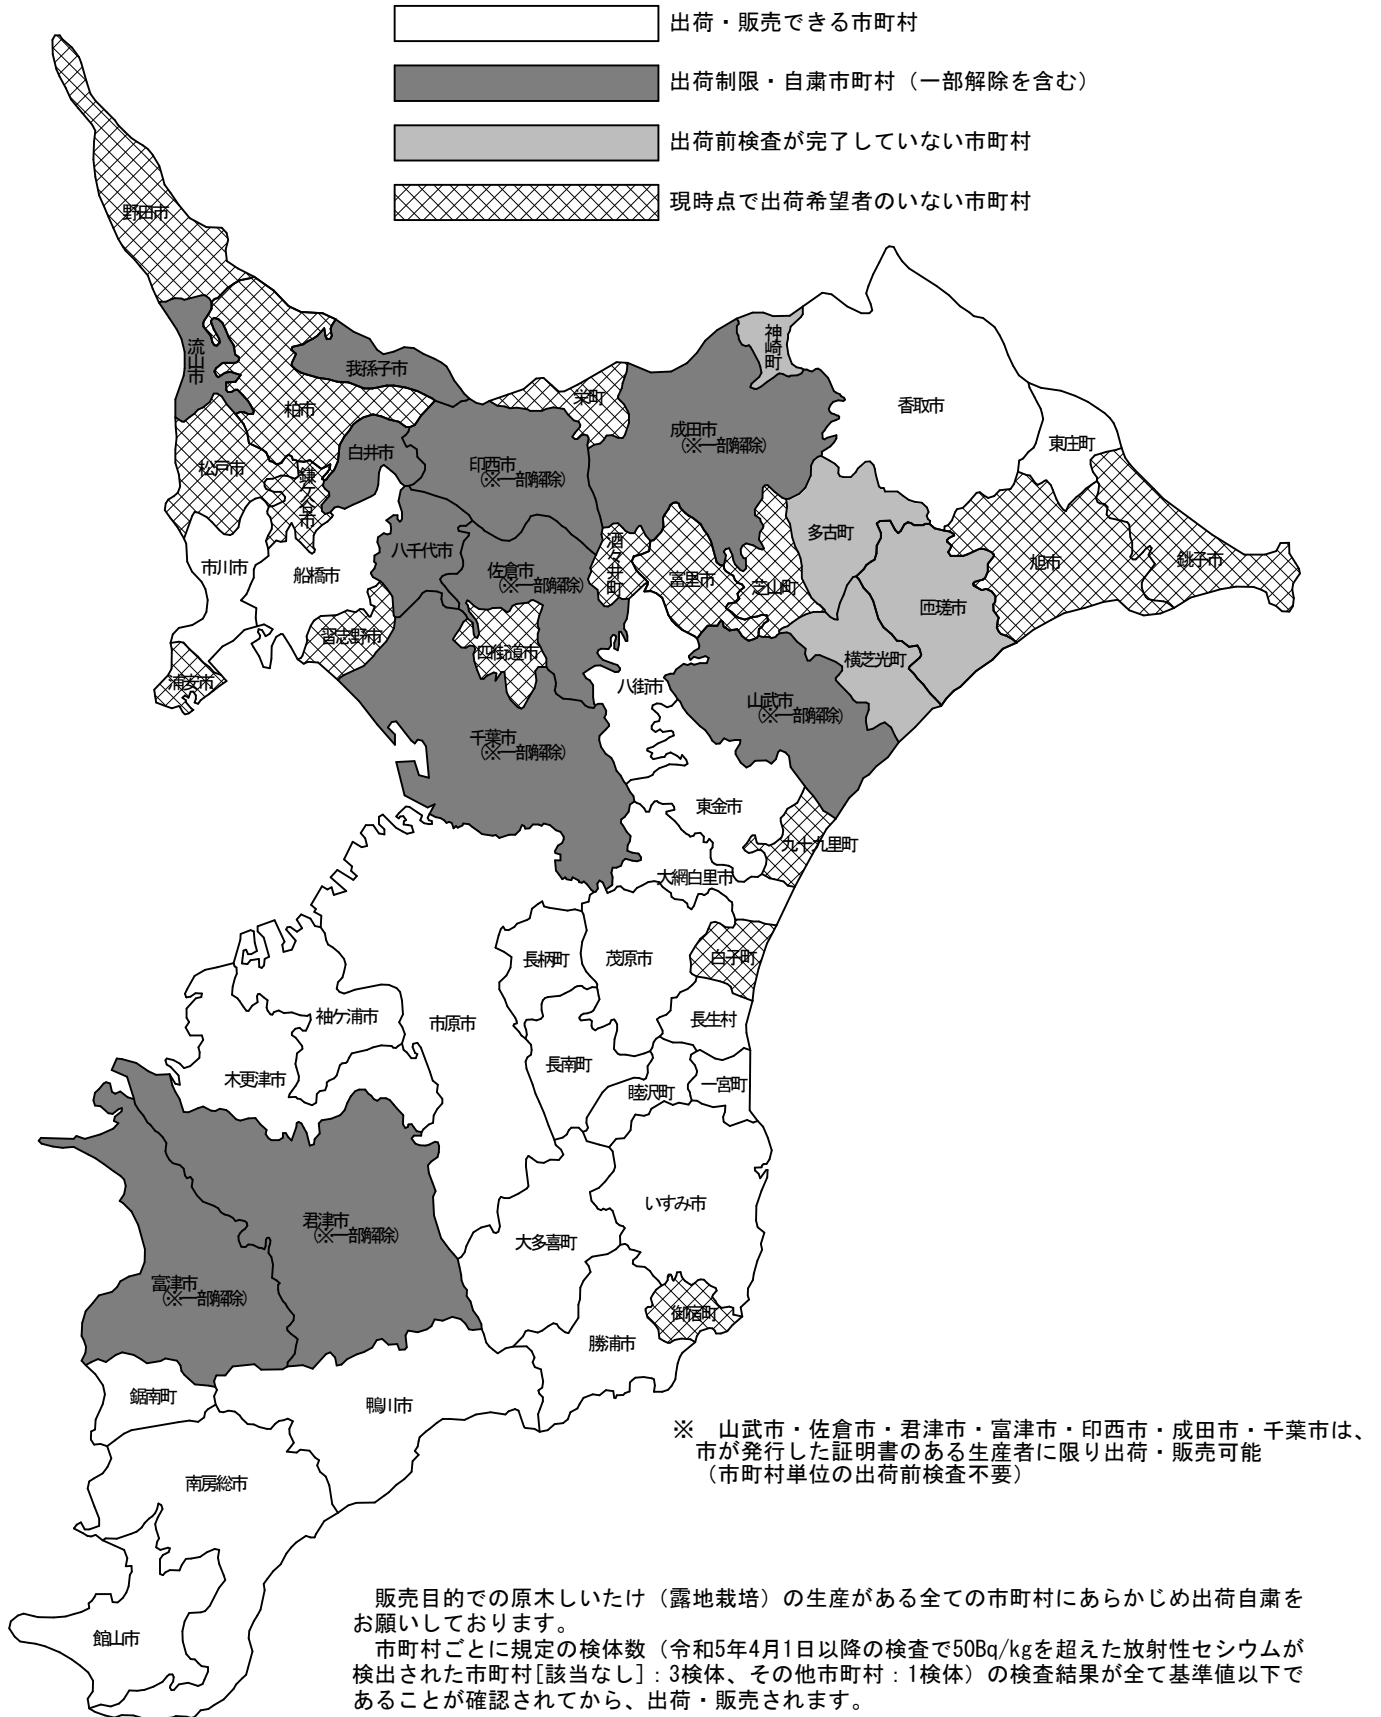 出荷・販売できる市町村
出荷制限・自粛市町村（一部解除を含む）
出荷前検査が完了していない市町村
現時点で出荷希望者のいない市町村
野田市
流山市
我孫子市
柏市
松戸市
鎌ケ谷市
白井市
印西市
（※一部解除）
栄町
成田市
（※一部解除）
神崎町
香取市
東庄町
銚子市
旭市
匝瑳市
多古町
横芝光町
芝山町
富里市
酒々井町
佐倉市
（※一部解除）
八千代市
船橋市
市川市
浦安市
習志野市
四街道市
八街市
山武市
（※一部解除）
千葉市
（※一部解除）
東金市
九十九里町
大網白里市
白子町
茂原市
長柄町
長生村
長南町
睦沢町
一宮町
市原市
袖ケ浦市
木更津市
君津市
（※一部解除）
富津市
（※一部解除）
いすみ市
大多喜町
御宿町
勝浦市
鋸南町
鴨川市
南房総市
館山市
※　山武市・佐倉市・君津市・富津市・印西市・成田市・千葉市は、
市が発行した証明書のある生産者に限り出荷・販売可能
（市町村単位の出荷前検査不要）
販売目的での原木しいたけ（露地栽培）の生産がある全ての市町村にあらかじめ出荷自粛を
お願いしております。
市町村ごとに規定の検体数（令和5年4月1日以降の検査で50Bq/kgを超えた放射性セシウムが
検出された市町村[該当なし]：3検体、その他市町村：1検体）の検査結果が全て基準値以下で
あることが確認されてから、出荷・販売されます。